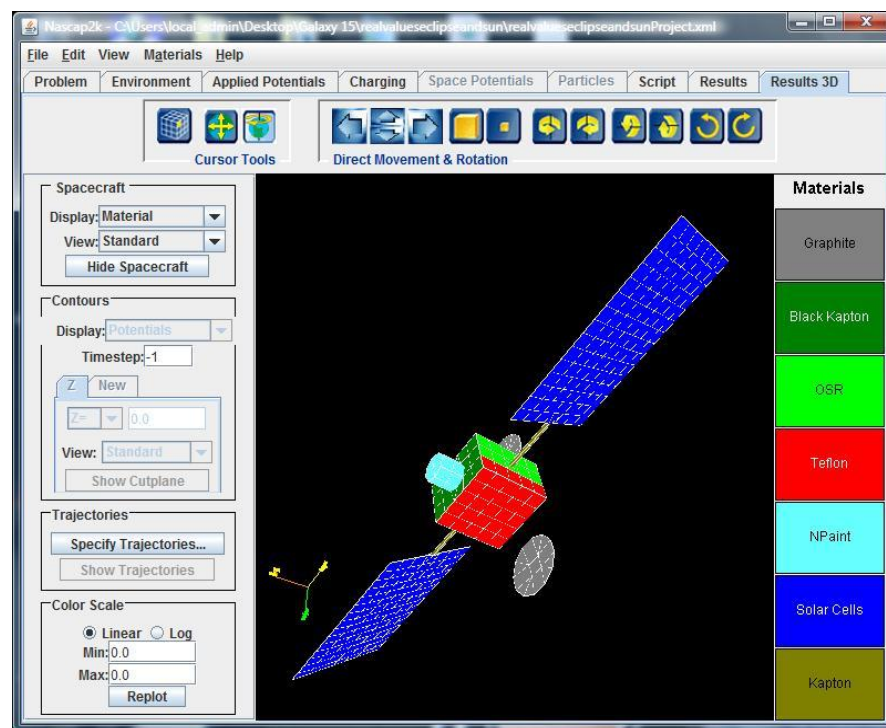 Nascap2k - C:\Users\local_admin\Desktop\Galaxy 15\realvalueseclipseandsun\realvalueseclipseandsunProject.xml
File Edit View Materials Help
Problem Environment Applied Potentials Charging Space Potentials Particles Script Results Results 3D
Cursor Tools
Direct Movement & Rotation
Spacecraft
Display: Material
View: Standard
Hide Spacecraft
Contours
Display: Potentials
Timestep: -1
Z New
Z= 0.0
View: Standard
Show Cutplane
Trajectories
Specify Trajectories...
Show Trajectories
Color Scale
Linear Log
Min: 0.0
Max: 0.0
Replot
Materials
Graphite
Black Kapton
OSR
Teflon
NPaint
Solar Cells
Kapton